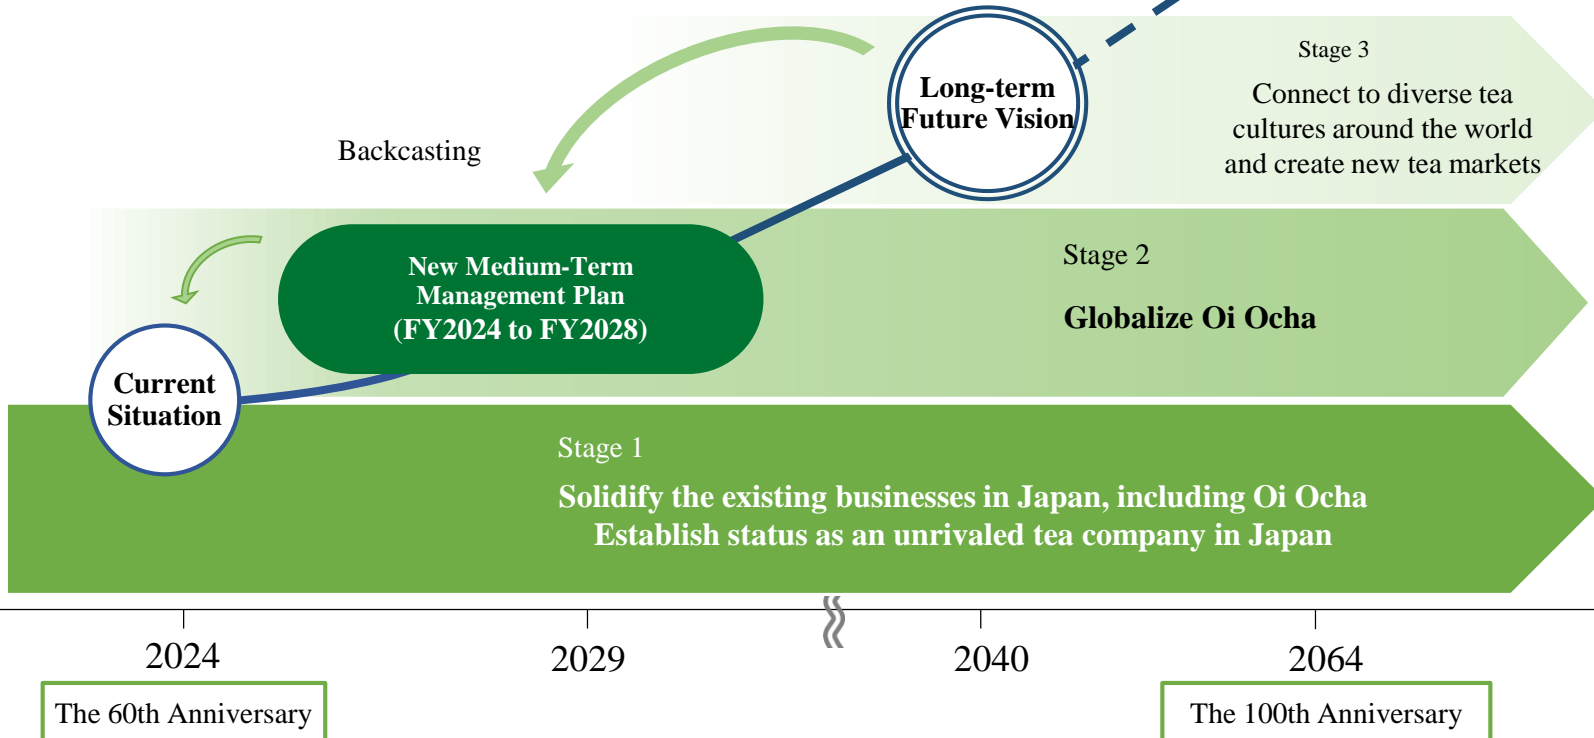 Stage 3
Connect to diverse tea
cultures around the world
and create new tea markets
Long-term
Future Vision
Backcasting
New Medium-Term
Management Plan
(FY2024 to FY2028)
Stage 2
Globalize Oi Ocha
Current
Situation
Stage 1
Solidify the existing businesses in Japan, including Oi Ocha
Establish status as an unrivaled tea company in Japan
2024
2029
2040
2064
The 60th Anniversary
The 100th Anniversary